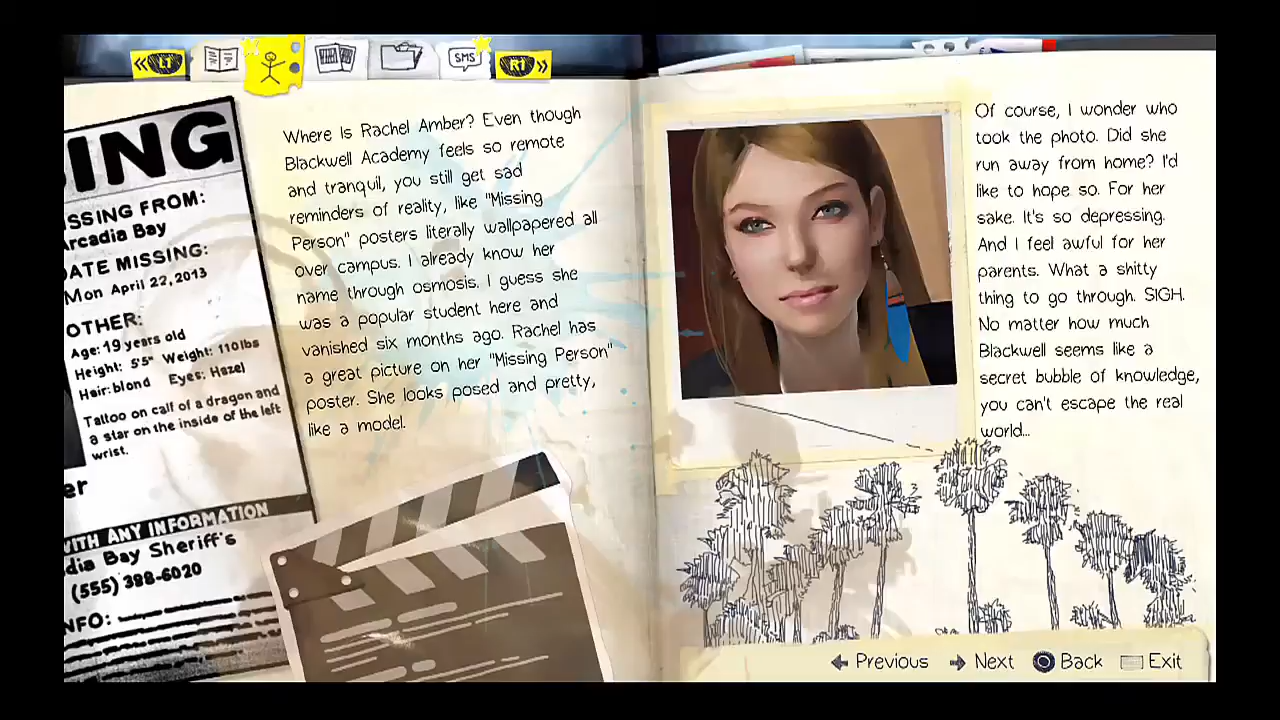 LT
SMS
RT
ING
SSING FROM:
Arcadia Bay
DATE MISSING:
Mon April 22, 2013
OTHER:
Age: 19 years old
Height: 5'5" Weight: 110lbs
Hair: blond Eyes: Hazel
Tattoo on calf of a dragon and
a star on the inside of the left
wrist.
er
WITH ANY INFORMATION
dia Bay Sheriff's
(555) 388-6020
NFO:
Where Is Rachel Amber? Even though
Blackwell Academy feels so remote
and tranquil, you still get sad
reminders of reality, like "Missing
Person" posters literally wallpapered all
over campus. I already know her
name through osmosis. I guess she
was a popular student here and
vanished six months ago. Rachel has
a great picture on her "Missing Person"
poster. She looks posed and pretty,
like a model.
Of course, I wonder who
took the photo. Did she
run away from home? I'd
like to hope so. For her
sake. It's so depressing.
And I feel awful for her
parents. What a shitty
thing to go through. SIGH.
No matter how much
Blackwell seems like a
secret bubble of knowledge,
you can't escape the real
world...
Previous Next Back Exit